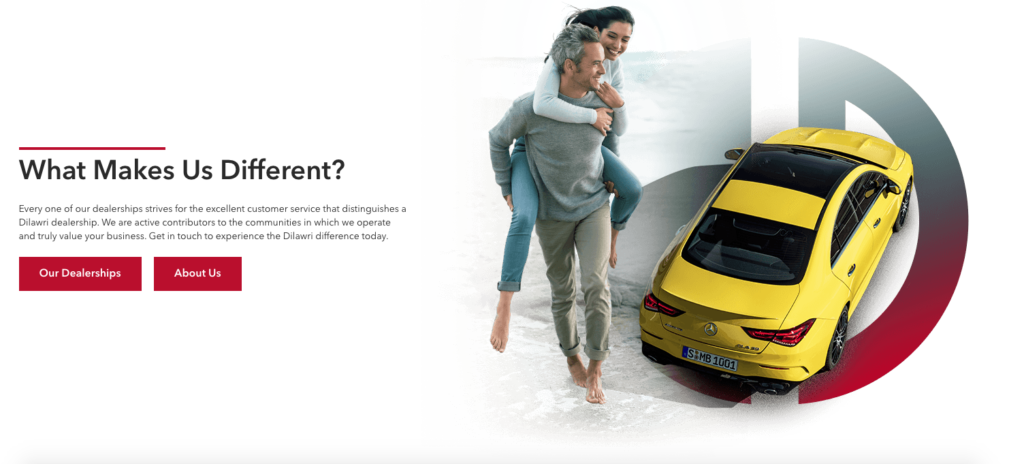 What Makes Us Different?
Every one of our dealerships strives for the excellent customer service that distinguishes a
Dilawri dealership. We are active contributors to the communities in which we operate
and truly value your business. Get in touch to experience the Dilawri difference today.
Our Dealerships
About Us
S MB 1001